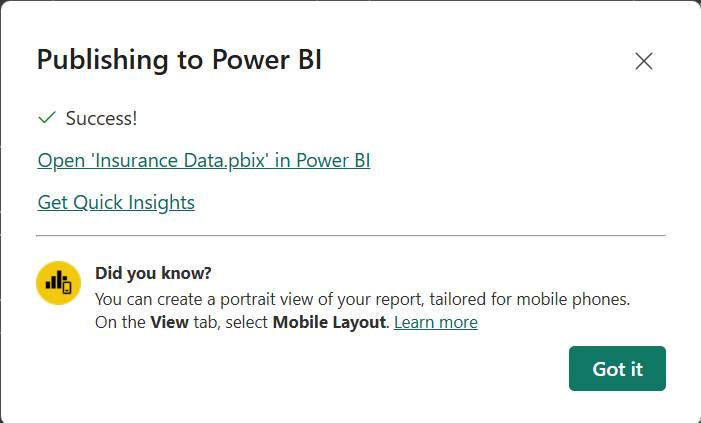 Publishing to Power BI
Success!
Open 'Insurance Data.pbix' in Power BI
Get Quick Insights
Did you know?
You can create a portrait view of your report, tailored for mobile phones.
On the View tab, select Mobile Layout. Learn more
Got it